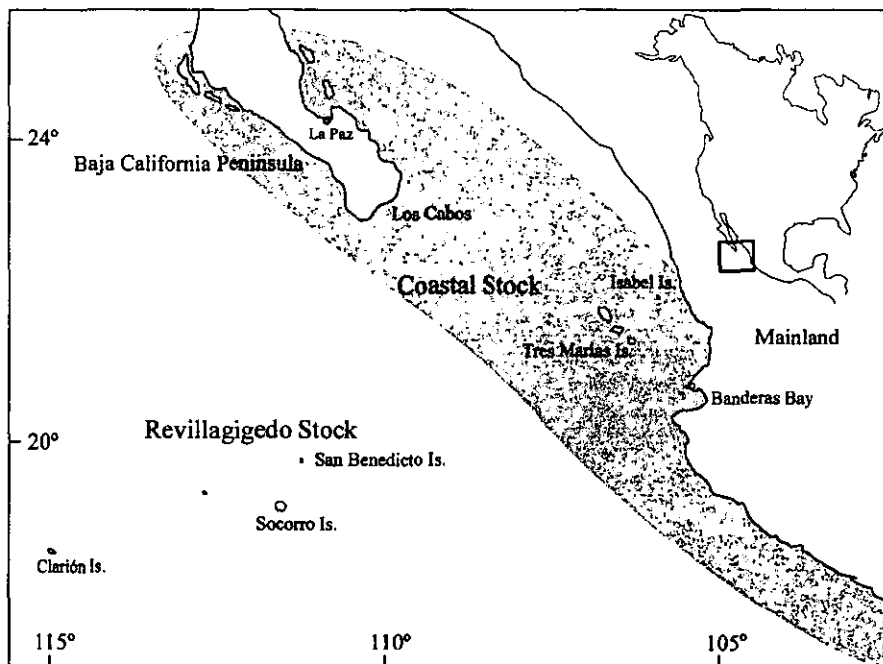 La Paz
24°
Baja California Peninsula
Los Cabos
Coastal Stock
Isabel Is.
Tres Marias Is.
Mainland
Banderas Bay
20°
Revillagigedo Stock
San Benedicto Is.
Socorro Is.
Clarión Is.
115°
110°
105°